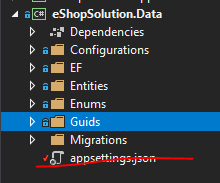 C# eShopSolution.Data
Dependencies
Configurations
EF
Entities
Enums
Guids
Migrations
appsettings.json